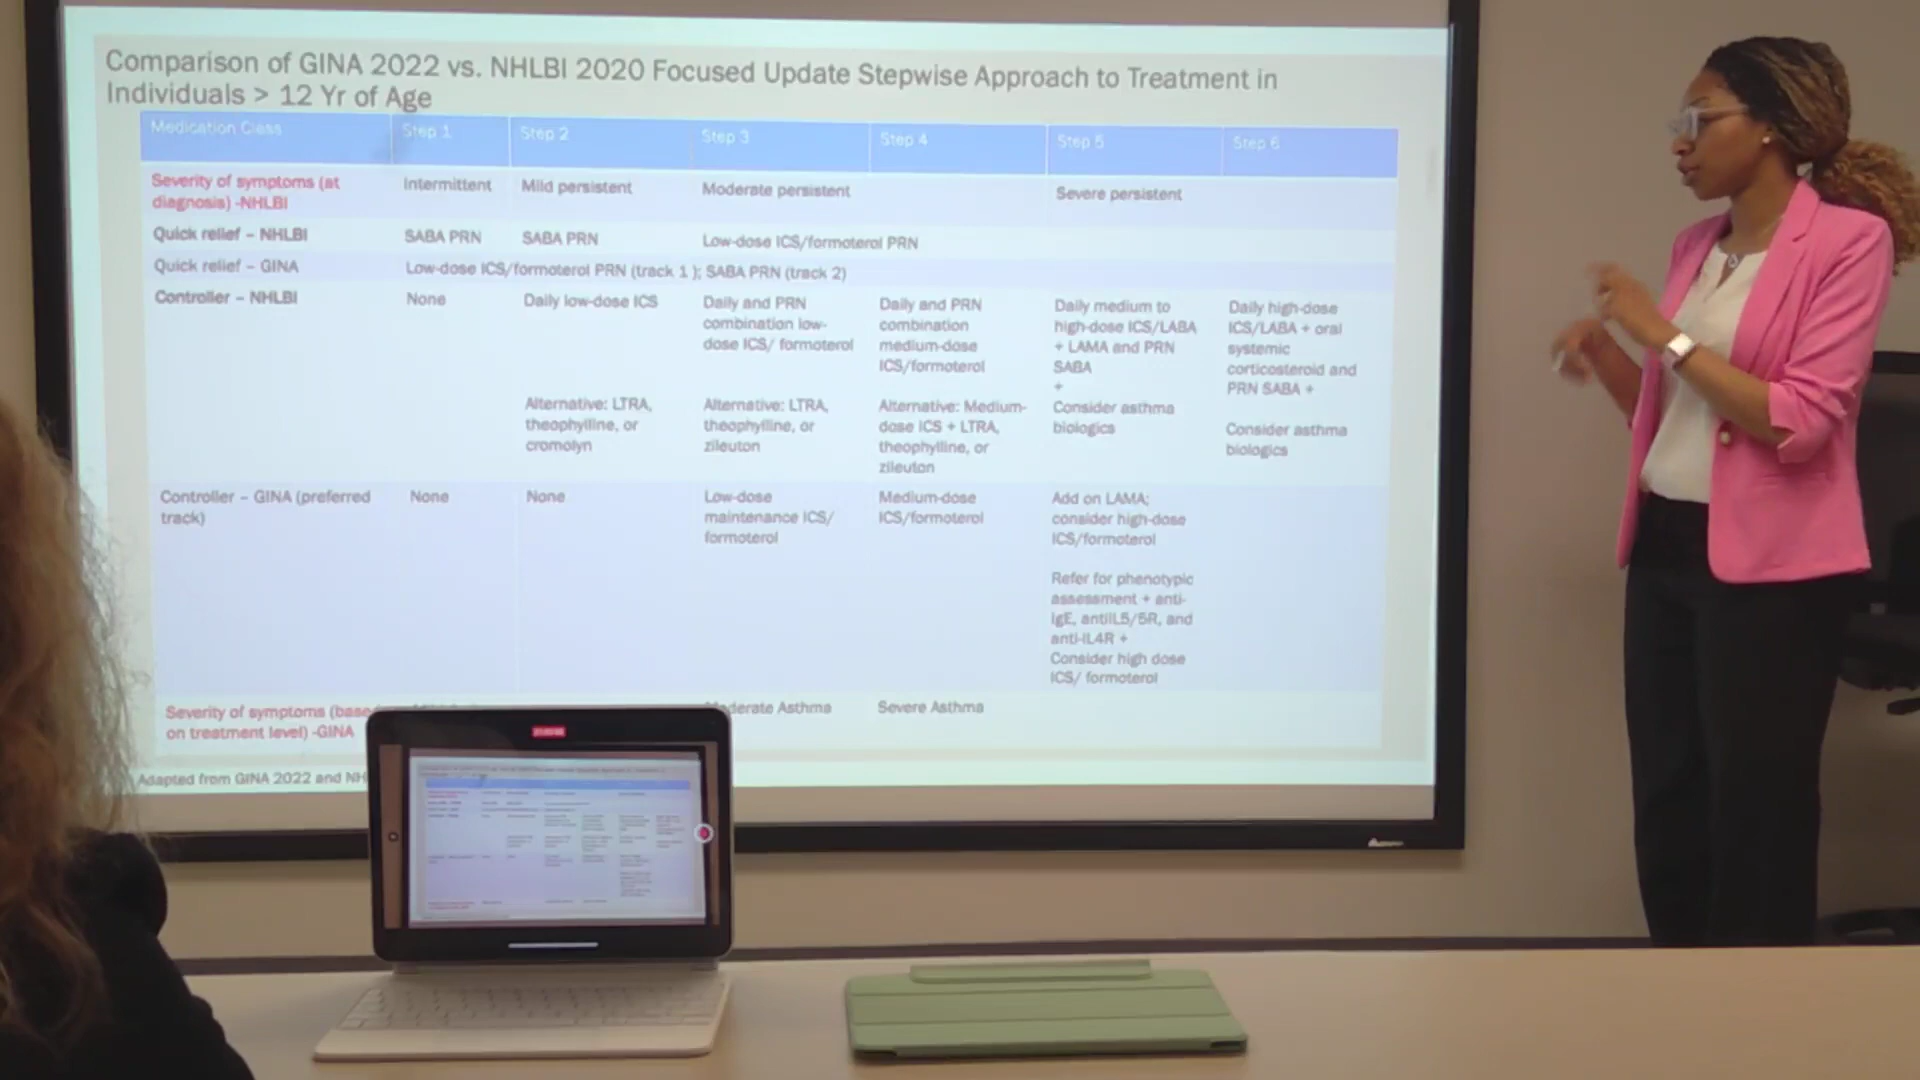 Comparison of GINA 2022 vs. NHLBI 2020 Focused Update Stepwise Approach to Treatment in
Individuals > 12 Yr of Age
Medication Class Step 1 Step 2 Step 3 Step 4 Step 5 Step 6
Severity of symptoms (at
diagnosis) -NHLBI
Intermittent
Mild persistent
Moderate persistent
Severe persistent
Quick relief – NHLBI
SABA PRN
SABA PRN
Low-dose ICS/formoterol PRN
Quick relief – GINA
Low-dose ICS/formoterol PRN (track 1 ); SABA PRN (track 2)
Controller – NHLBI
None
Daily low-dose ICS
Alternative: LTRA,
theophylline, or
cromolyn
Daily and PRN
combination low-
dose ICS/ formoterol
Alternative: LTRA,
theophylline, or
zileuton
Daily and PRN
combination
medium-dose
ICS/formoterol
Alternative: Medium-
dose ICS + LTRA,
theophylline, or
zileuton
Daily medium to
high-dose ICS/LABA
+ LAMA and PRN
SABA
+
Consider asthma
biologics
Daily high-dose
ICS/LABA + oral
systemic
corticosteroid and
PRN SABA +
Consider asthma
biologics
Controller – GINA (preferred
track)
None
None
Low-dose
maintenance ICS/
formoterol
Medium-dose
ICS/formoterol
Add on LAMA;
consider high-dose
ICS/formoterol
Refer for phenotypic
assessment + anti-
IgE, antiIL5/5R, and
anti-IL4R +
Consider high dose
ICS/ formoterol
Severity of symptoms (based
on treatment level) -GINA
Moderate Asthma
Severe Asthma
Adapted from GINA 2022 and NH